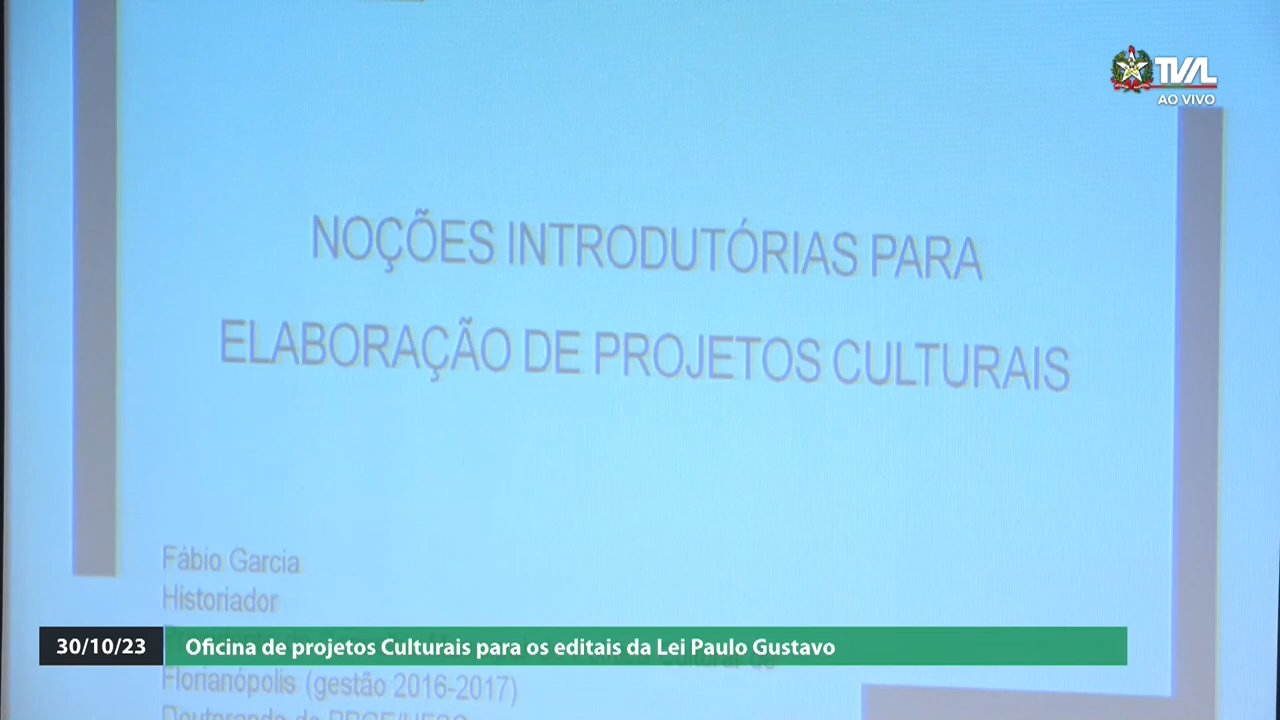 TVAL
AO VIVO
NOÇÕES INTRODUTÓRIAS PARA
ELABORAÇÃO DE PROJETOS CULTURAIS
Fábio Garcia
Historiador
30/10/23 Oficina de projetos Culturais para os editais da Lei Paulo Gustavo
Florianópolis (gestão 2016-2017)